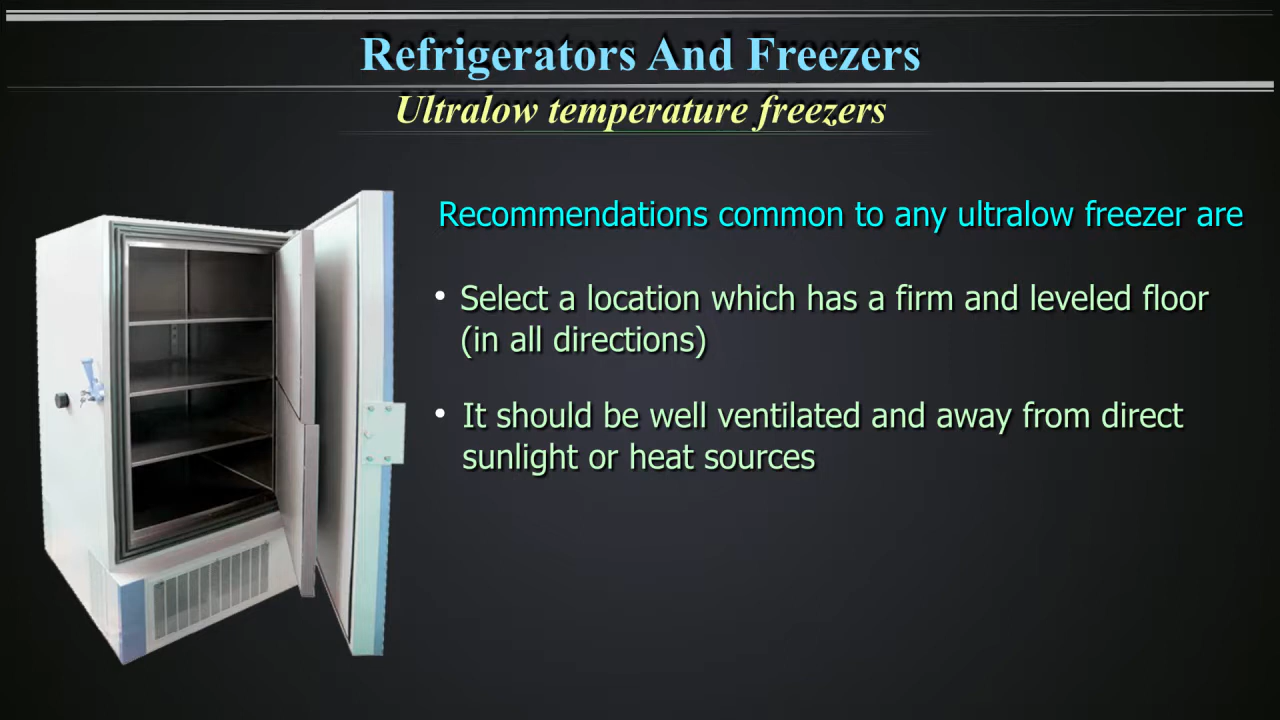 Refrigerators And Freezers
Ultralow temperature freezers
Recommendations common to any ultralow freezer are
• Select a location which has a firm and leveled floor
(in all directions)
• It should be well ventilated and away from direct
sunlight or heat sources